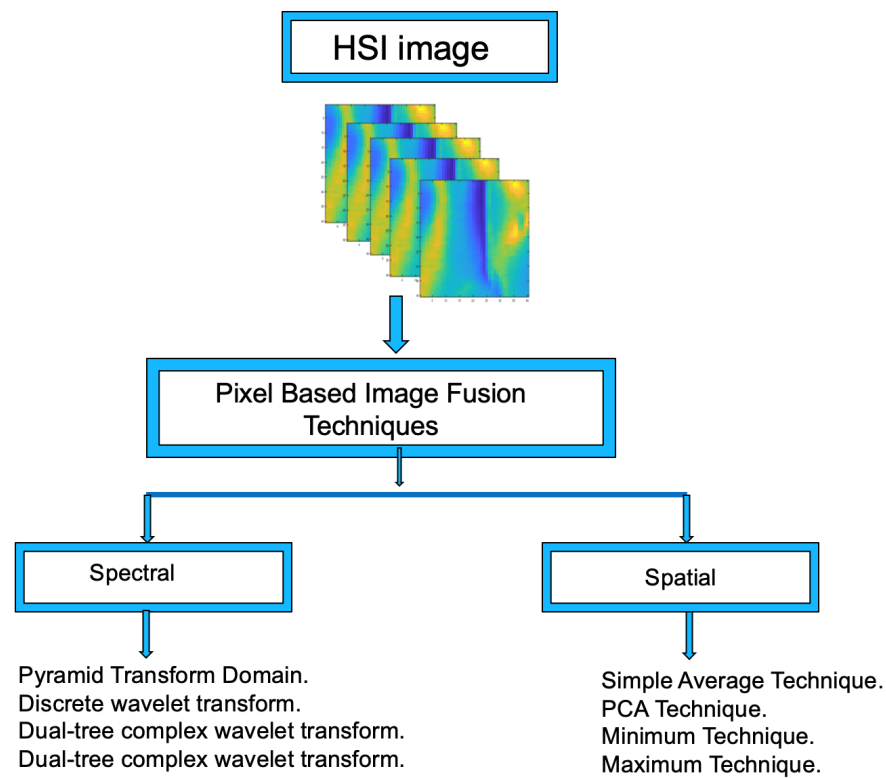 HSI image
Pixel Based Image Fusion
Techniques
Spectral
Spatial
Pyramid Transform Domain.
Discrete wavelet transform.
Dual-tree complex wavelet transform.
Dual-tree complex wavelet transform.
Simple Average Technique.
PCA Technique.
Minimum Technique.
Maximum Technique.